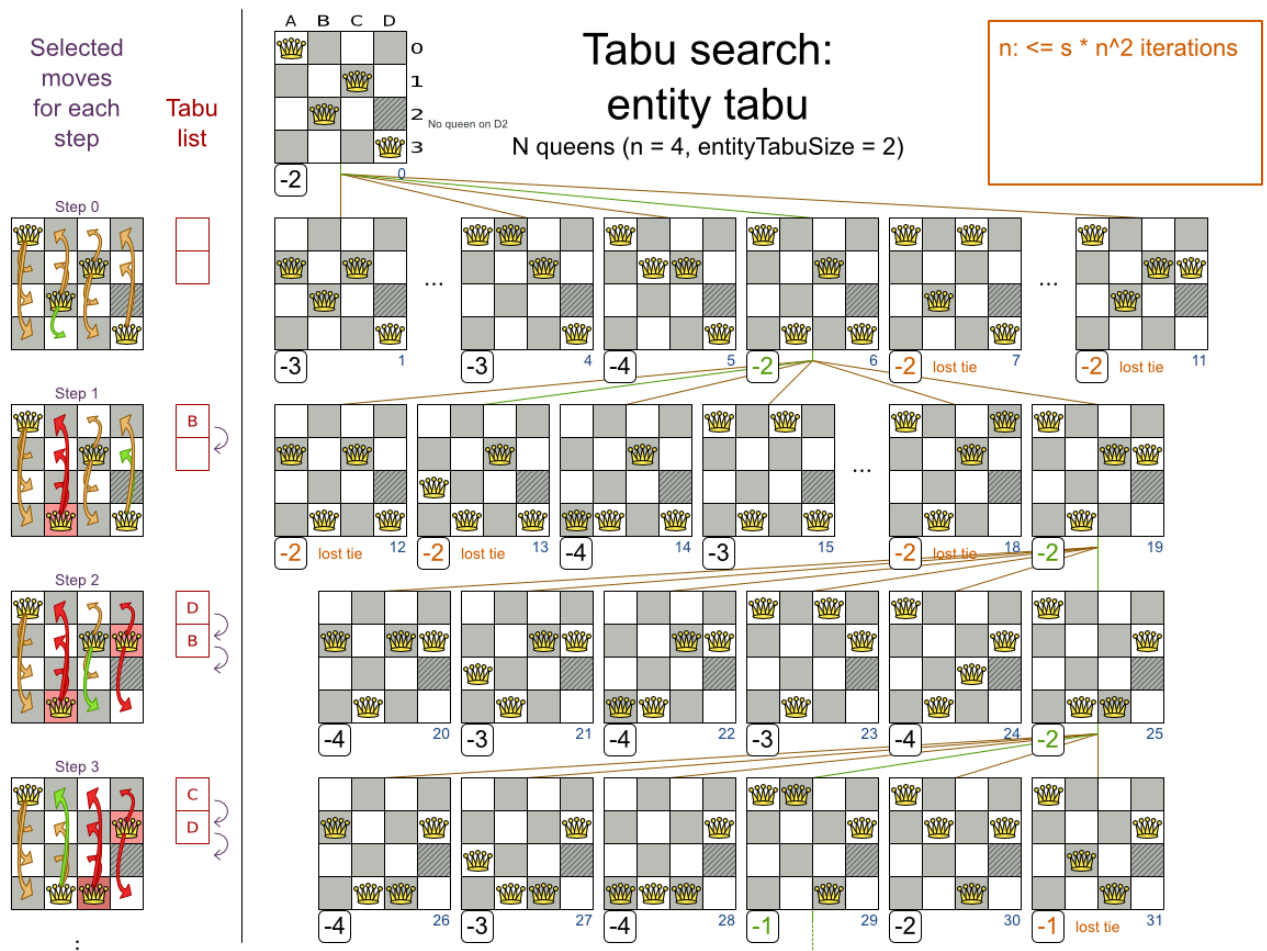 Selected
moves
for each
step
Tabu
list
A B C D
0
1
2
3
No queen on D2
-2
0
Tabu search:
entity tabu
N queens (n = 4, entityTabuSize = 2)
n: <= s * n^2 iterations
Step 0
...
...
-3
1
-3
4
-4
5
-2
6
-2 lost tie
7
-2 lost tie
11
Step 1
B
...
-2 lost tie
12
-2 lost tie
13
-4
14
-3
15
-2 lost tie
18
-2
19
Step 2
D
B
-4
20
-3
21
-4
22
-3
23
-4
24
-2
25
Step 3
C
D
-4
26
-3
27
-4
28
-1
29
-2
30
-1 lost tie
31
: